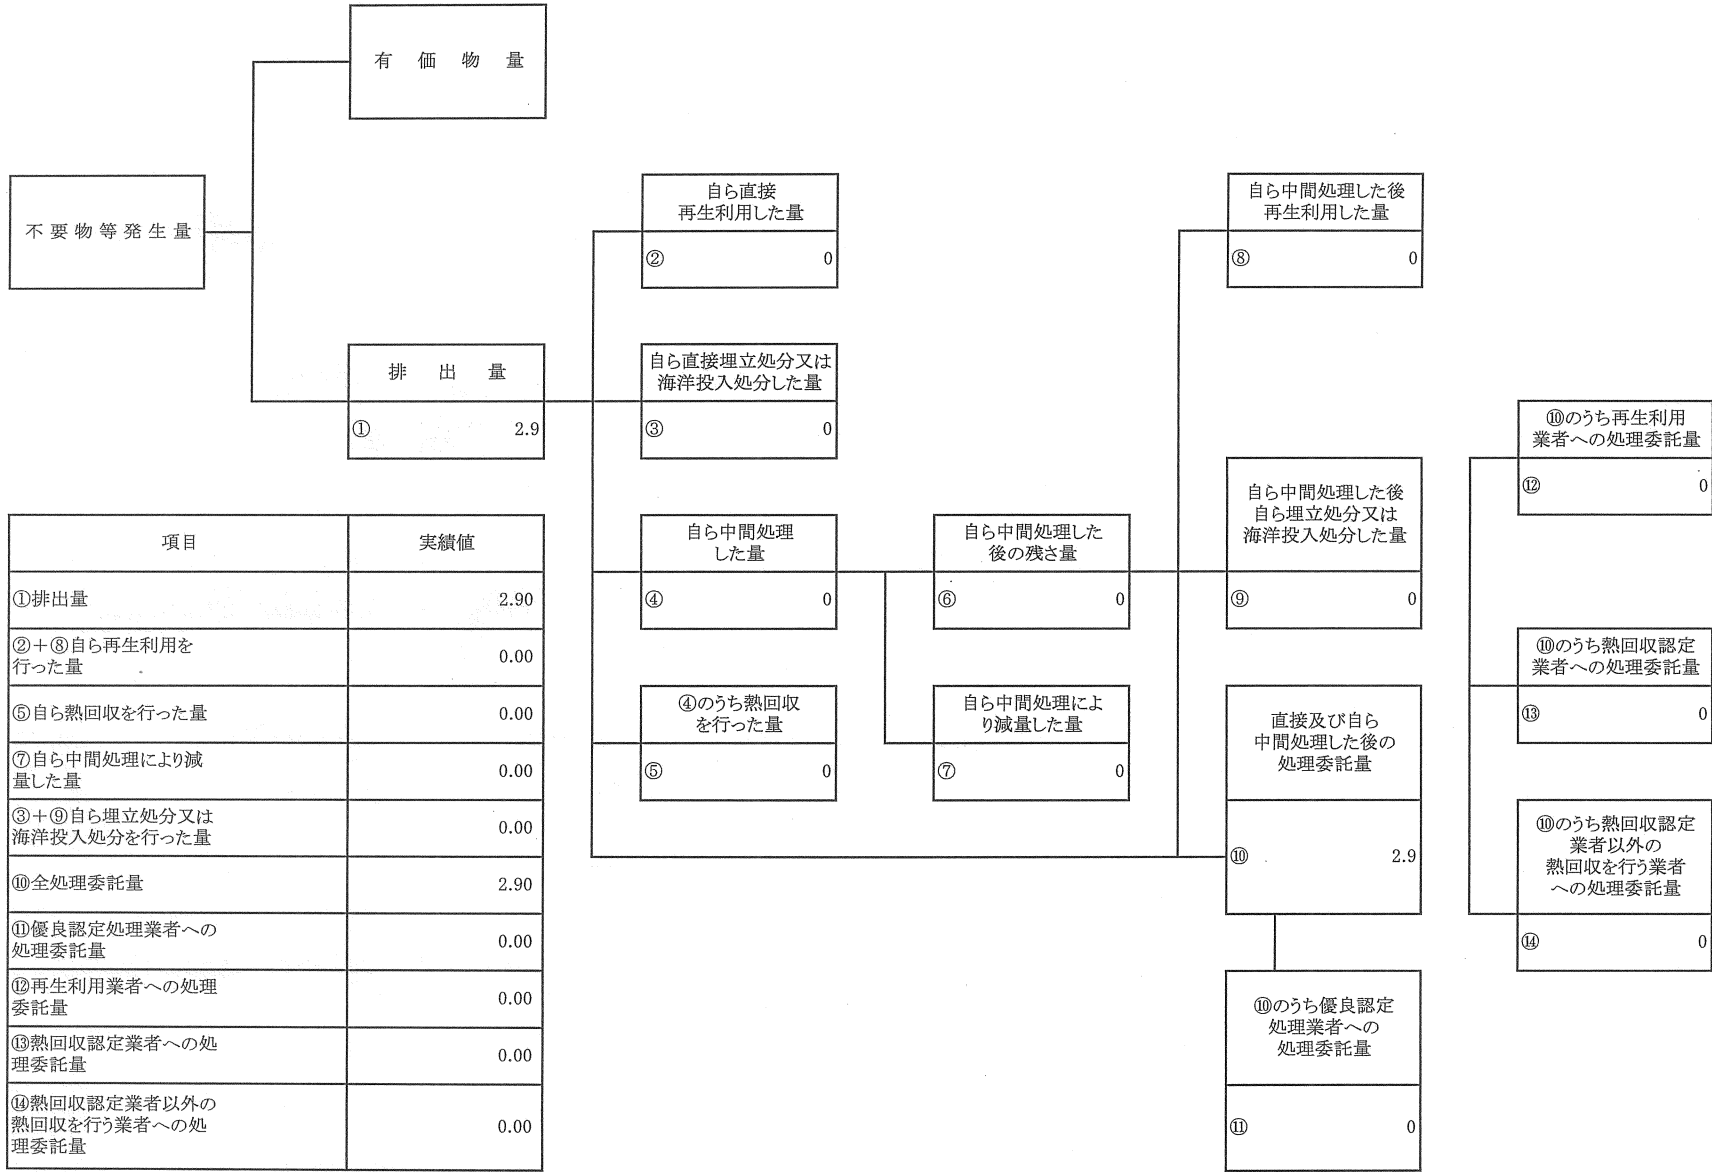 有価物量
不要物等発生量
排出量
① 2.9
自ら直接
再生利用した量
② 0
自ら直接埋立処分又は
海洋投入処分した量
③ 0
自ら中間処理
した量
④ 0
④のうち熱回収
を行った量
⑤ 0
自ら中間処理した
後の残さ量
⑥ 0
自ら中間処理によ
り減量した量
⑦ 0
自ら中間処理した後
再生利用した量
⑧ 0
自ら中間処理した後
自ら埋立処分又は
海洋投入処分した量
⑨ 0
直接及び自ら
中間処理した後の
処理委託量
⑩ 2.9
⑩のうち優良認定
処理業者への
処理委託量
⑪ 0
⑩のうち再生利用
業者への処理委託量
⑫ 0
⑩のうち熱回収認定
業者への処理委託量
⑬ 0
⑩のうち熱回収認定
業者以外の
熱回収を行う業者
への処理委託量
⑭ 0
項目 実績値
①排出量 2.90
②+⑧自ら再生利用を
行った量 0.00
⑤自ら熱回収を行った量 0.00
⑦自ら中間処理により減
量した量 0.00
③+⑨自ら埋立処分又は
海洋投入処分を行った量 0.00
⑩全処理委託量 2.90
⑪優良認定処理業者への
処理委託量 0.00
⑫再生利用業者への処理
委託量 0.00
⑬熱回収認定業者への処
理委託量 0.00
⑭熱回収認定業者以外の
熱回収を行う業者への処
理委託量 0.00